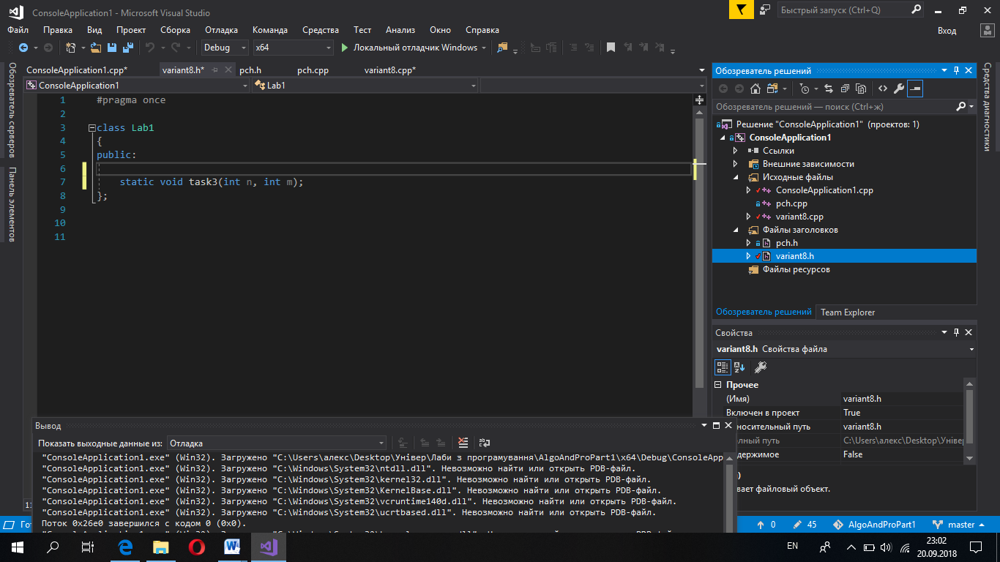 ConsoleApplication1 - Microsoft Visual Studio
Быстрый запуск (Ctrl+Q)
Файл Правка Вид Проект Сборка Отладка Команда Средства Тест Анализ Окно Справка
Вход
Debug x64 Локальный отладчик Windows
Обозреватель серверов
Панель элементов
ConsoleApplication1.cpp* variant8.h* pch.h pch.cpp variant8.cpp*
ConsoleApplication1 Lab1
1 #pragma once
2
3 class Lab1
4 {
5 public:
6
7 static void task3(int n, int m);
8 };
9
10
11
Обозреватель решений
Обозреватель решений — поиск (Ctrl+ж)
Решение "ConsoleApplication1" (проектов: 1)
ConsoleApplication1
Ссылки
Внешние зависимости
Исходные файлы
ConsoleApplication1.cpp
pch.cpp
variant8.cpp
Файлы заголовков
pch.h
variant8.h
Файлы ресурсов
Обозреватель решений Team Explorer
Средства диагностики
Свойства
variant8.h Свойства файла
Прочее
(Имя) variant8.h
Включен в проект True
носительный путь variant8.h
лный путь C:\Users\алекс\Desktop\Універ
держимое False
вает файловый объект.
Вывод
Показать выходные данные из: Отладка
"ConsoleApplication1.exe" (Win32). Загружено "C:\Users\алекс\Desktop\Універ\Лаби з програмування\AlgoAndProPart1\x64\Debug\ConsoleApp
"ConsoleApplication1.exe" (Win32). Загружено "C:\Windows\System32\ntdll.dll". Невозможно найти или открыть PDB-файл.
"ConsoleApplication1.exe" (Win32). Загружено "C:\Windows\System32\kernel32.dll". Невозможно найти или открыть PDB-файл.
"ConsoleApplication1.exe" (Win32). Загружено "C:\Windows\System32\KernelBase.dll". Невозможно найти или открыть PDB-файл.
"ConsoleApplication1.exe" (Win32). Загружено "C:\Windows\System32\vcruntime140d.dll". Невозможно найти или открыть PDB-файл.
"ConsoleApplication1.exe" (Win32). Загружено "C:\Windows\System32\ucrtbased.dll". Невозможно найти или открыть PDB-файл.
Поток 0x26e0 завершился с кодом 0 (0x0).
11
Го
0 45 AlgoAndProPart1 master
EN
23:02
20.09.2018